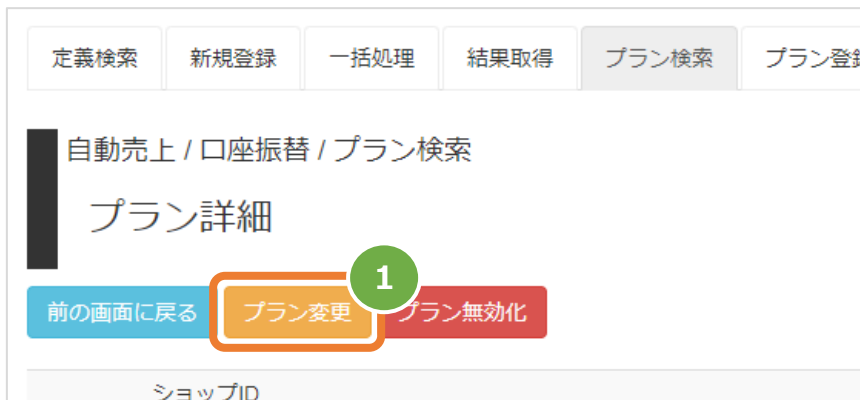 定義検索 新規登録 一括処理 結果取得 プラン検索 プラン登録
自動売上 / 口座振替 / プラン検索
プラン詳細
1
前の画面に戻る プラン変更 プラン無効化
ショップID